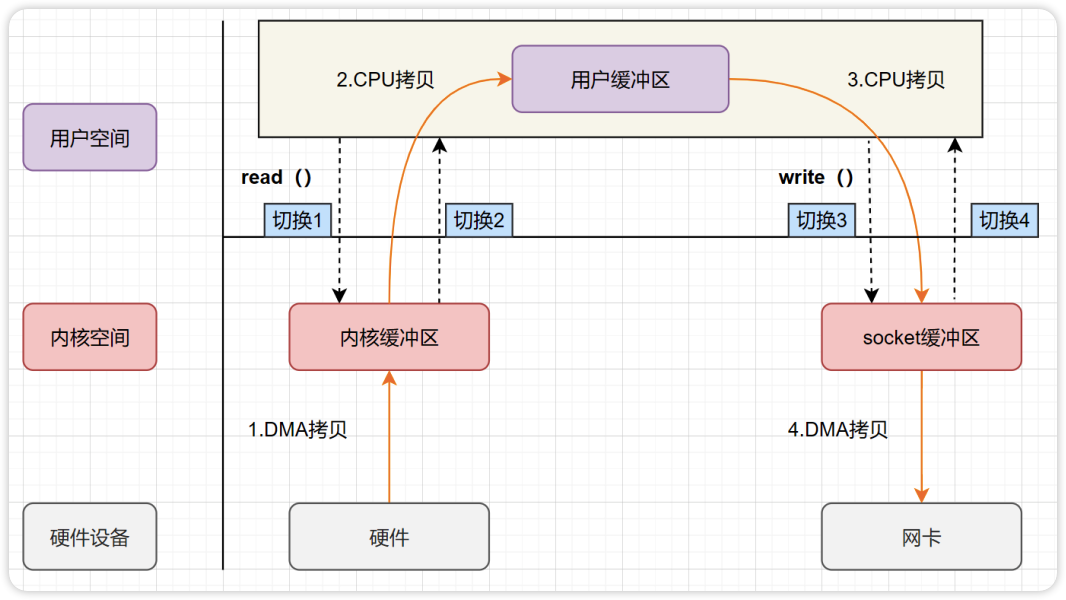 2.CPU拷贝
用户缓冲区
3.CPU拷贝
用户空间
read（）
write（）
切换1
切换2
切换3
切换4
内核空间
内核缓冲区
socket缓冲区
1.DMA拷贝
4.DMA拷贝
硬件设备
硬件
网卡